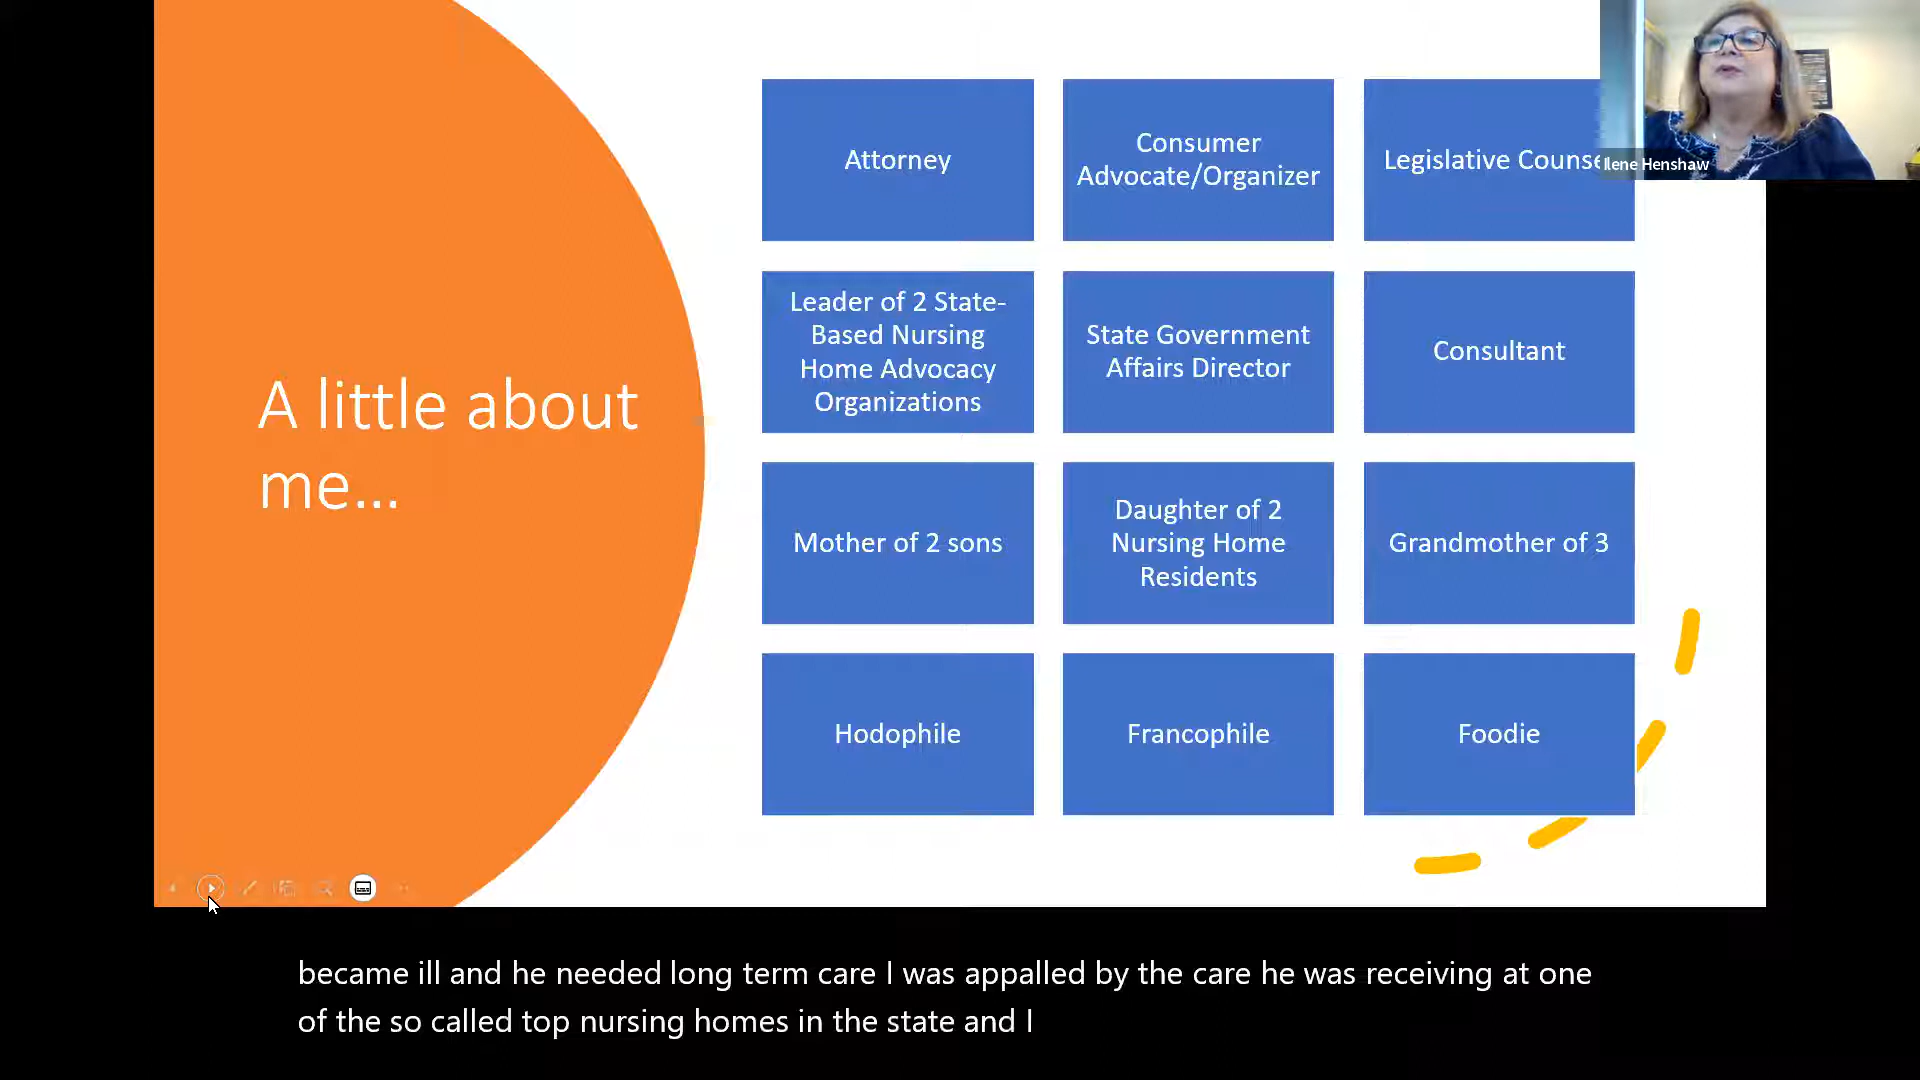 A little about
me...
Attorney
Consumer
Advocate/Organizer
Legislative Counse
Ilene Henshaw
Leader of 2 State-
Based Nursing
Home Advocacy
Organizations
State Government
Affairs Director
Consultant
Mother of 2 sons
Daughter of 2
Nursing Home
Residents
Grandmother of 3
Hodophile
Francophile
Foodie
became ill and he needed long term care I was appalled by the care he was receiving at one
of the so called top nursing homes in the state and I